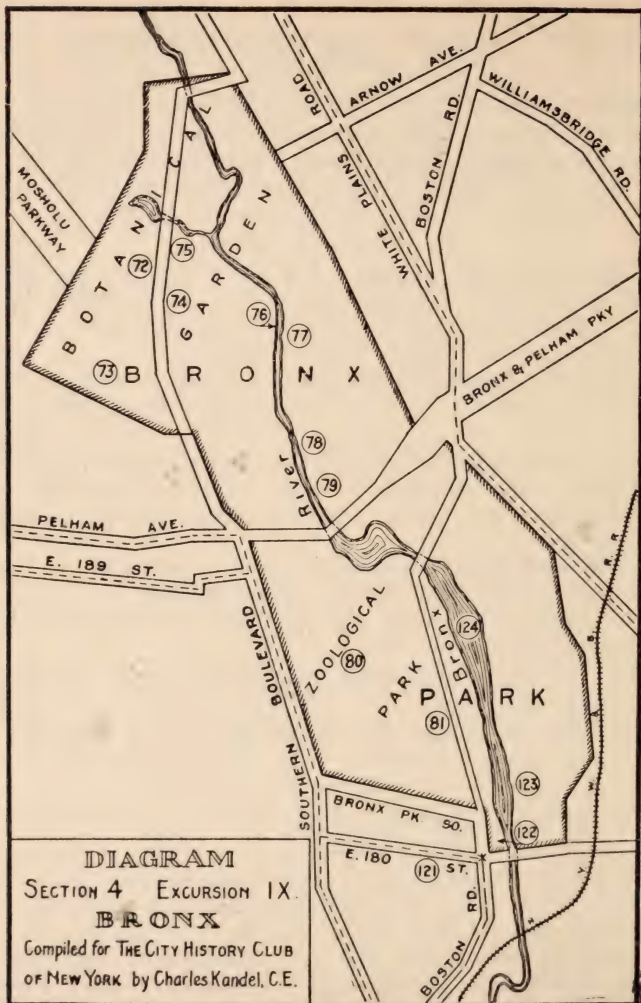 ROAD
ARNOW AVE.
WILLIAMSBRIDGE RD.
BOSTON RD.
WHITE PLAINS
MOSHOLU
PARKWAY
BOTANICAL
GARDEN
72
75
74
76
77
73
BRONX
BRONX & PELHAM PKY
78
79
River
PELHAM AVE.
E. 189 ST.
BOULEVARD
SOUTHERN
ZOOLOGICAL
PARK
80
Bronx
124
PARK
81
R. R.
W. & B.
N. Y.
123
122
BRONX PK. SO.
E. 180 ST.
121
X
BOSTON RD.
DIAGRAM
SECTION 4 EXCURSION IX.
BRONX
Compiled for THE CITY HISTORY CLUB
OF NEW YORK by Charles Kandel, C.E.